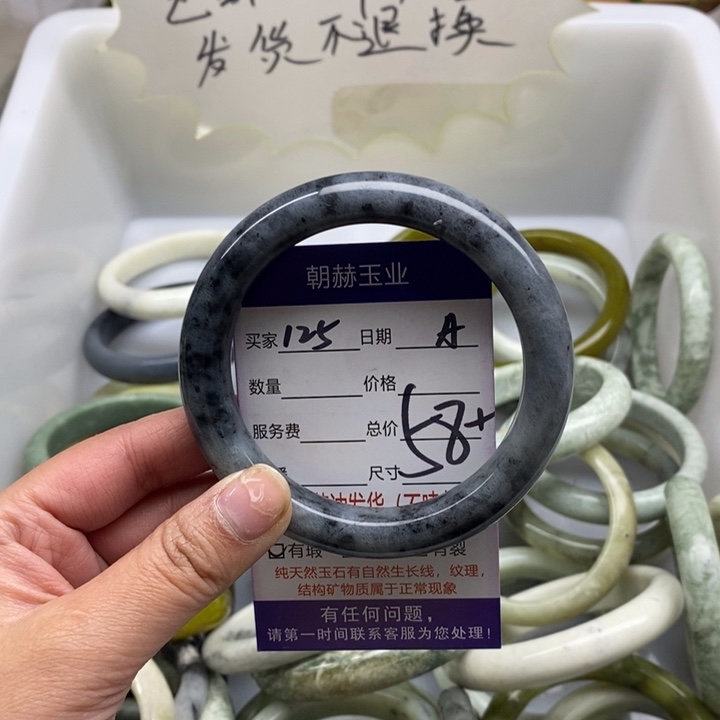 发货不退换
朝赫玉业
买家 125 日期 A
数量 价格
服务费 总价
尺寸 58+
有瑕
纯天然玉石有自然生长线，纹理，
结构矿物质属于正常现象
有任何问题，
请第一时间联系客服为您处理！